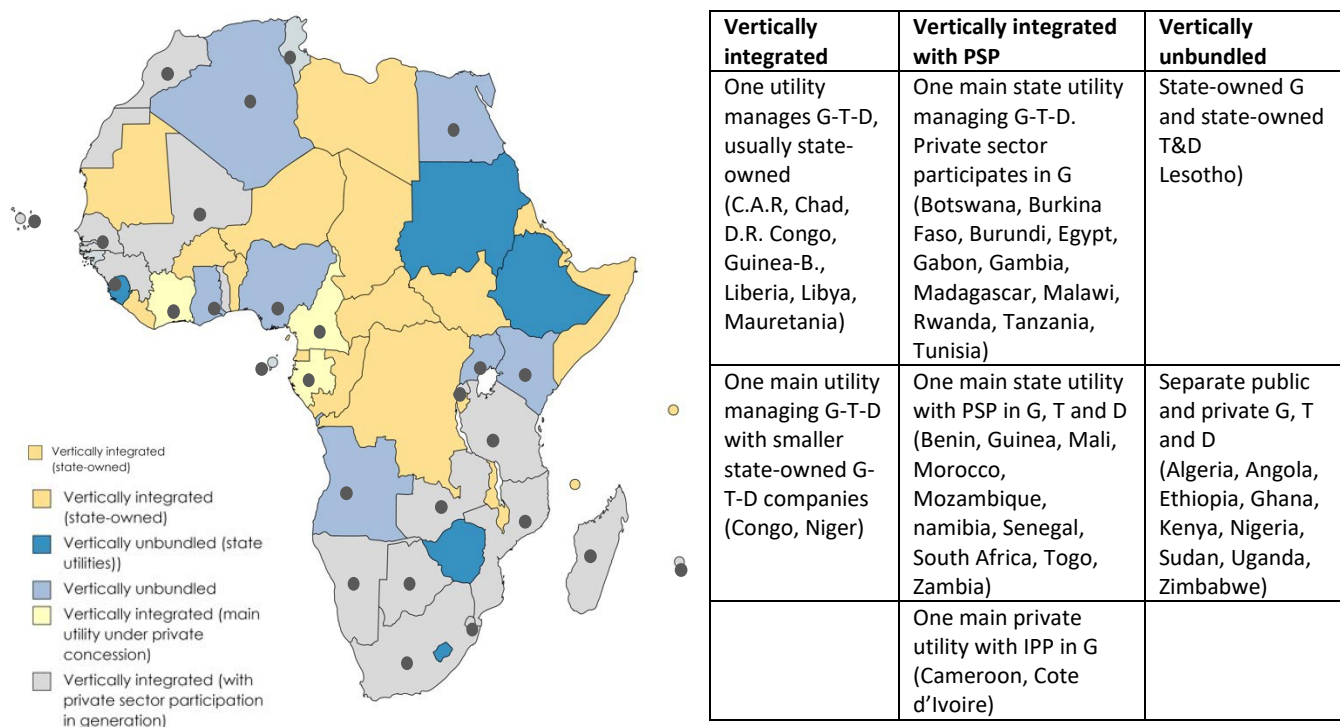 Vertically integrated
(state-owned)
Vertically integrated
(state-owned)
Vertically unbundled (state
utilities))
Vertically unbundled
Vertically integrated (main
utility under private
concession)
Vertically integrated (with
private sector participation
in generation)
Vertically
integrated
Vertically integrated
with PSP
Vertically
unbundled
One utility
manages G-T-D,
usually state-
owned
(C.A.R, Chad,
D.R. Congo,
Guinea-B.,
Liberia, Libya,
Mauretania)
One main state utility
managing G-T-D.
Private sector
participates in G
(Botswana, Burkina
Faso, Burundi, Egypt,
Gabon, Gambia,
Madagascar, Malawi,
Rwanda, Tanzania,
Tunisia)
State-owned G
and state-owned
T&D
Lesotho)
One main utility
managing G-T-D
with smaller
state-owned G-
T-D companies
(Congo, Niger)
One main state utility
with PSP in G, T and D
(Benin, Guinea, Mali,
Morocco,
Mozambique,
namibia, Senegal,
South Africa, Togo,
Zambia)
Separate public
and private G, T
and D
(Algeria, Angola,
Ethiopia, Ghana,
Kenya, Nigeria,
Sudan, Uganda,
Zimbabwe)
One main private
utility with IPP in G
(Cameroon, Cote
d’Ivoire)